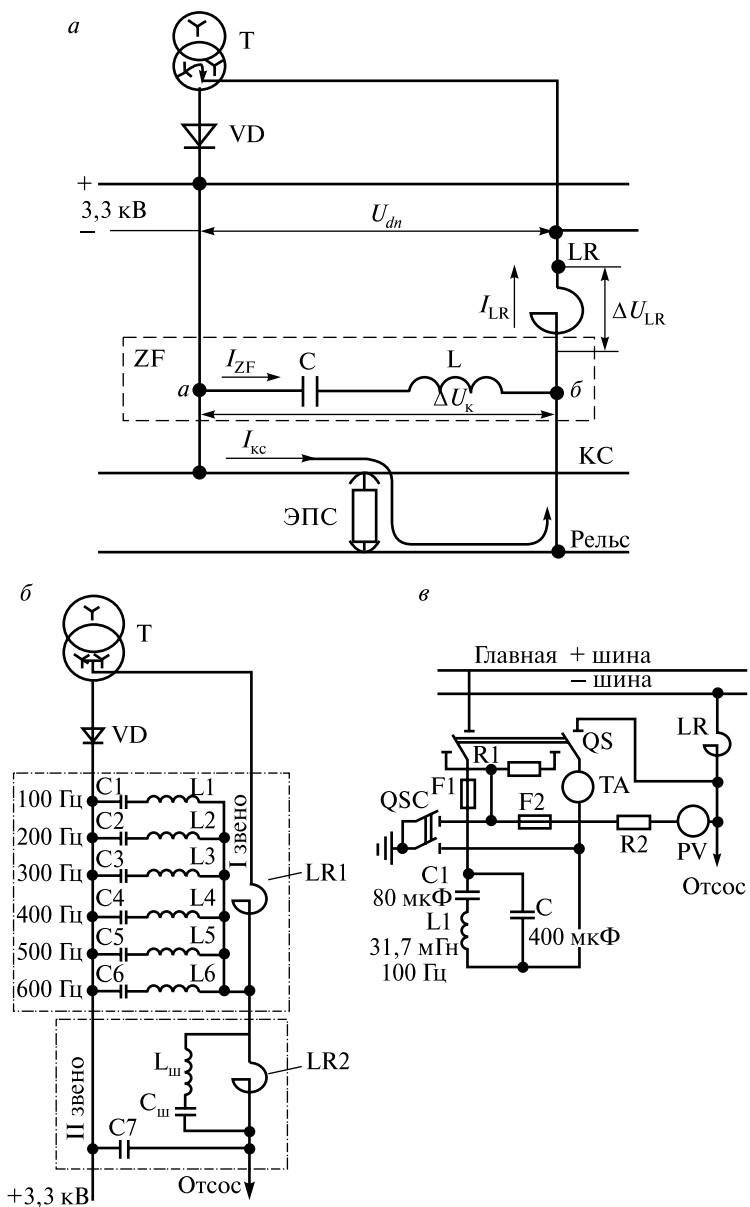 а
T
VD
+
3,3 кВ
−
U_dn
LR
I_LR
ΔU_LR
ZF
I_ZF
C
L
а
б
ΔU_к
I_кс
КС
ЭПС
Рельс
б
T
VD
100 Гц
C1
L1
200 Гц
C2
L2
300 Гц
C3
L3
400 Гц
C4
L4
500 Гц
C5
L5
600 Гц
C6
L6
I звено
LR1
L_ш
C_ш
LR2
II звено
C7
Отсос
+3,3 кВ
в
Главная + шина
− шина
LR
QS
R1
TA
F1
QSC
F2
R2
PV
Отсос
C1
80 мкФ
L1
31,7 мГн
100 Гц
C
400 мкФ